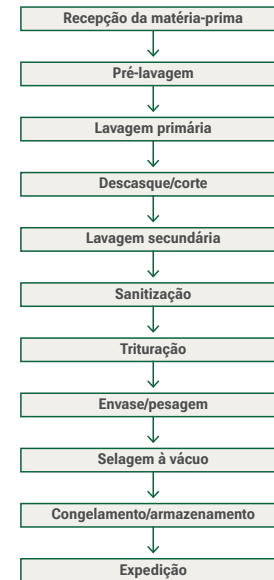 Recepção da matéria-prima
Pré-lavagem
Lavagem primária
Descasque/corte
Lavagem secundária
Sanitização
Trituração
Envase/pesagem
Selagem à vácuo
Congelamento/armazenamento
Expedição